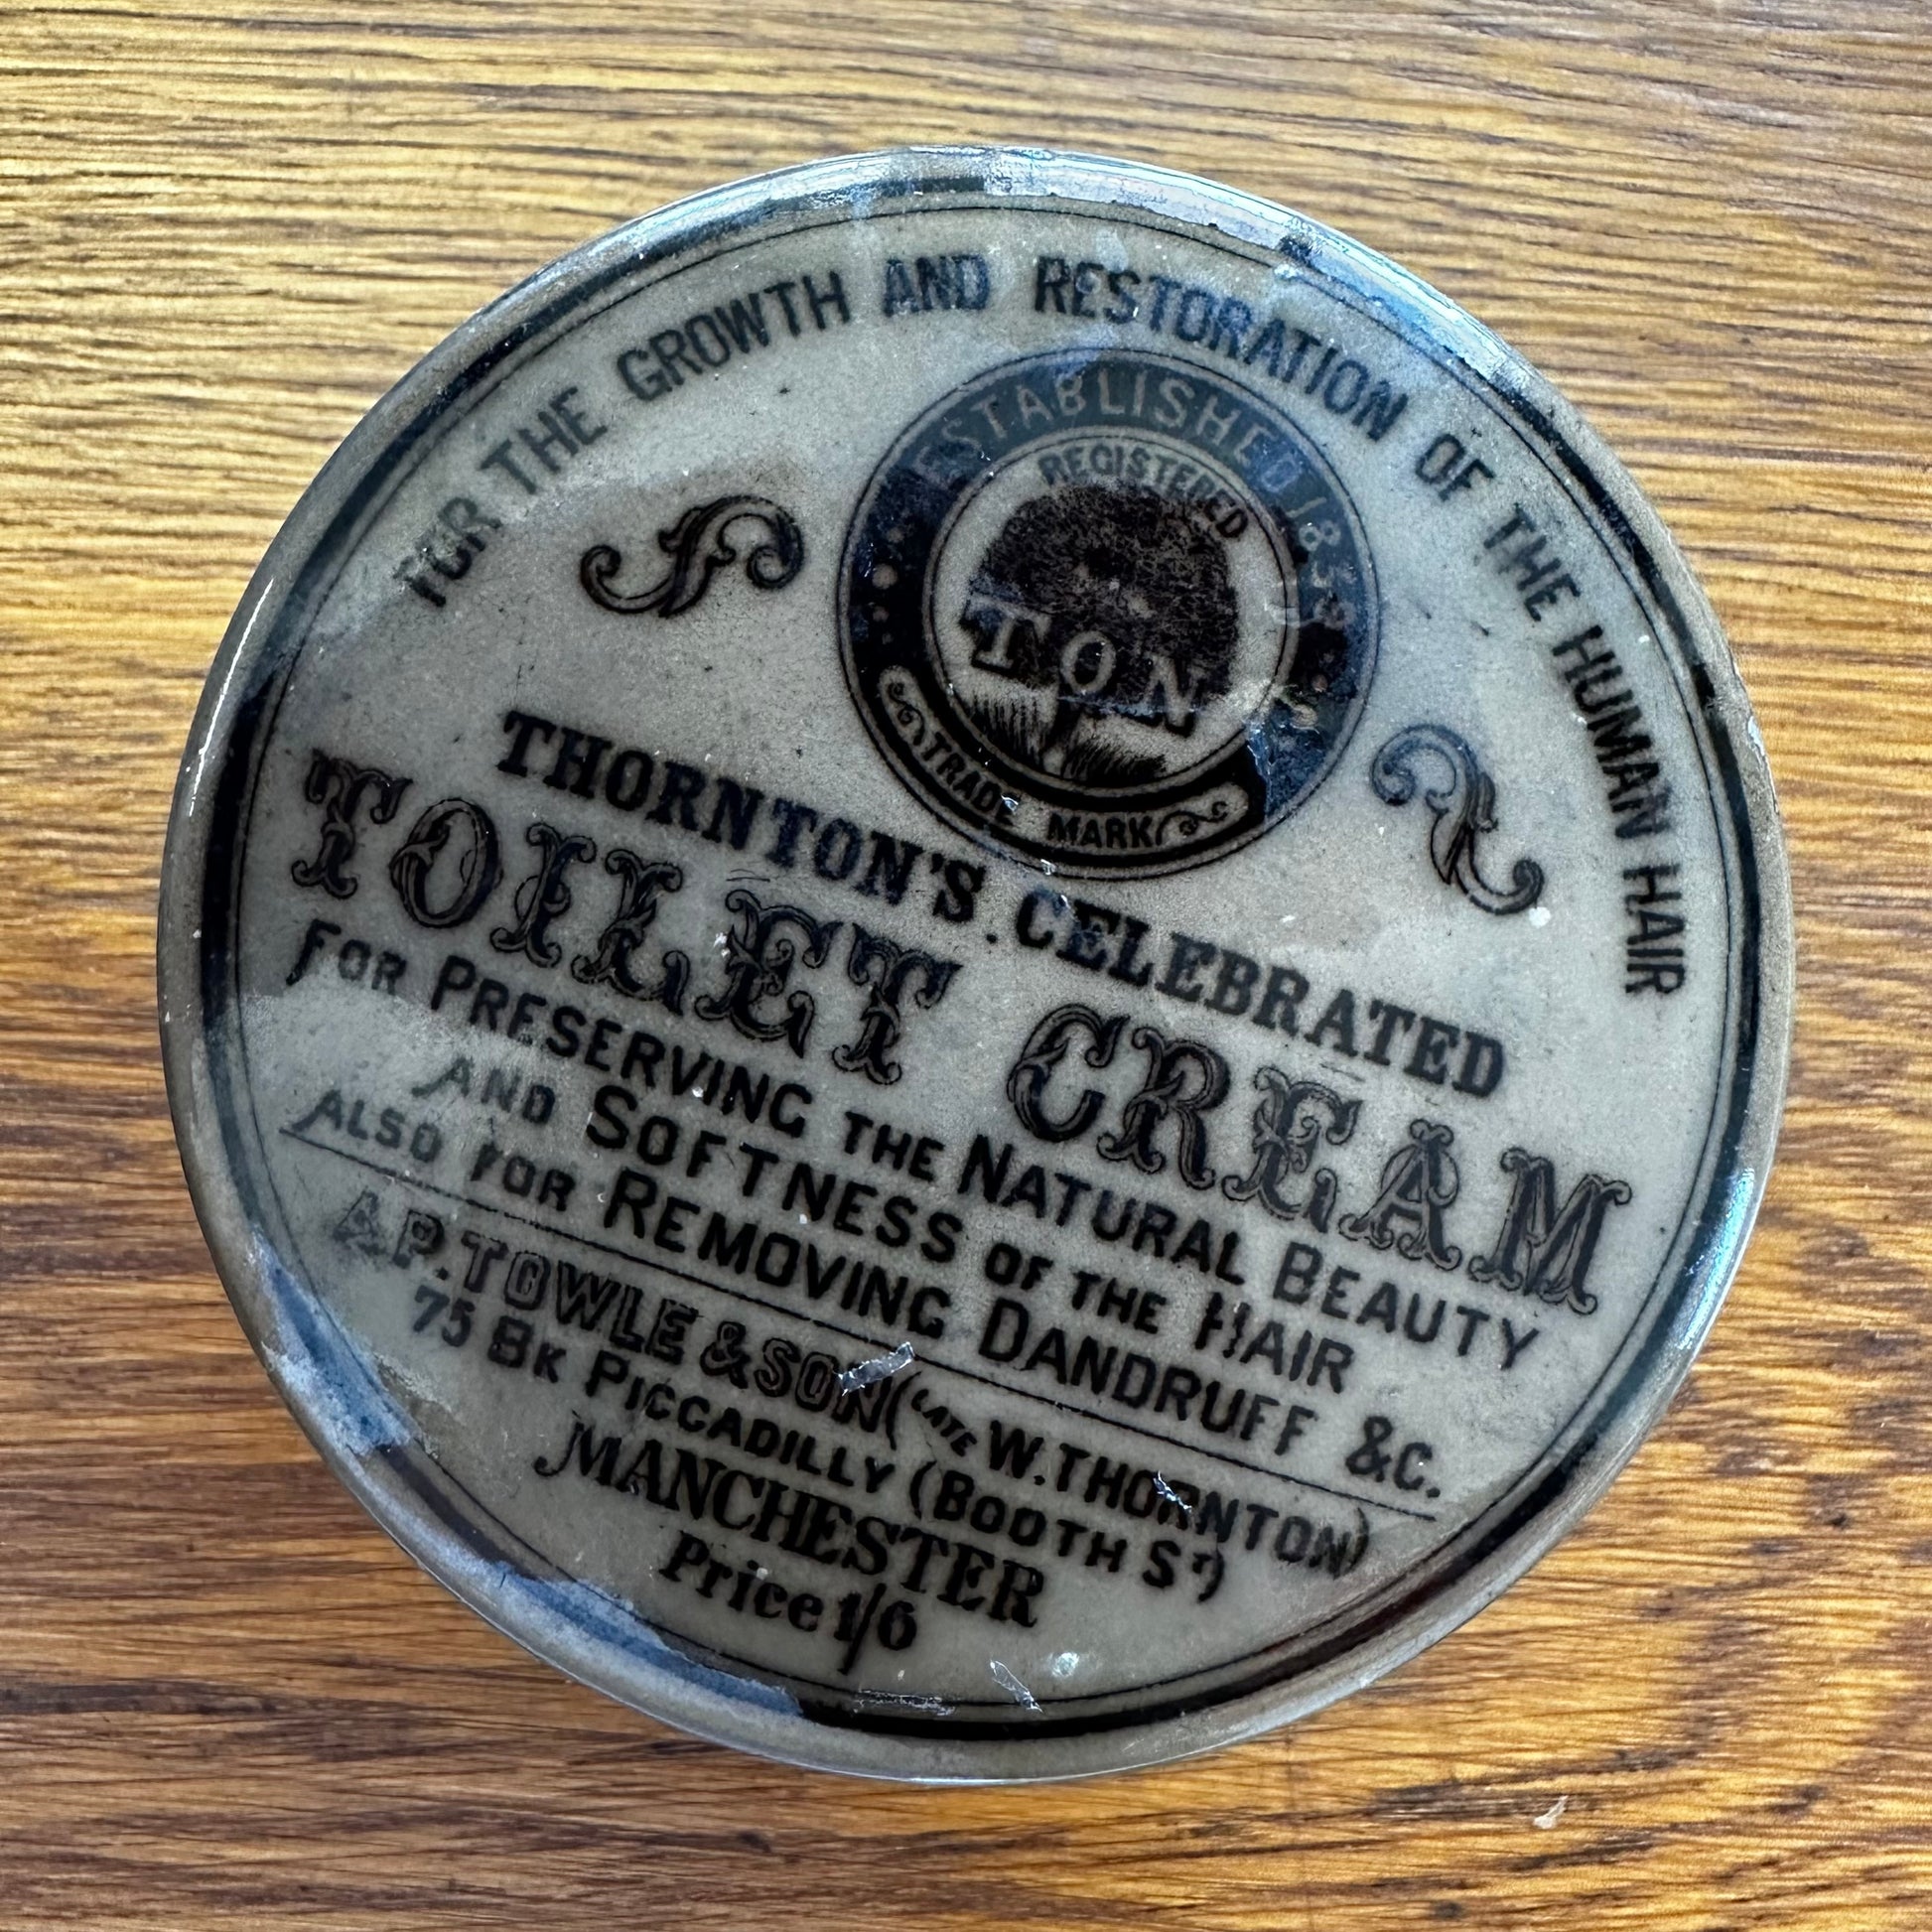 FOR THE GROWTH AND RESTORATION OF THE HUMAN HAIR
ESTABLISHED
REGISTERED
TON
TRADE MARK
THORNTON'S. CELEBRATED
TOILET CREAM
FOR PRESERVING THE NATURAL BEAUTY
AND SOFTNESS OF THE HAIR
ALSO FOR REMOVING DANDRUFF &C.
A.P. TOWLE & SON (LATE W. THORNTON)
75 BK PICCADILLY (BOOTH ST)
MANCHESTER
Price 1/6